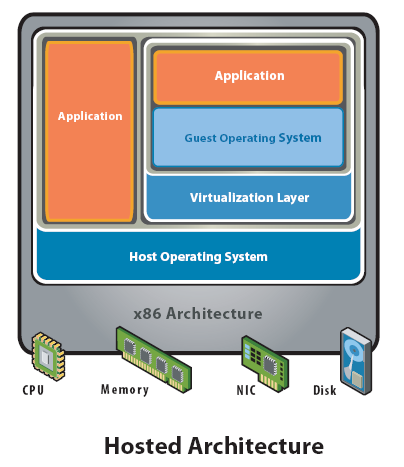 Application
Application
Guest Operating System
Virtualization Layer
Host Operating System
x86 Architecture
CPU
Memory
NIC
Disk
Hosted Architecture